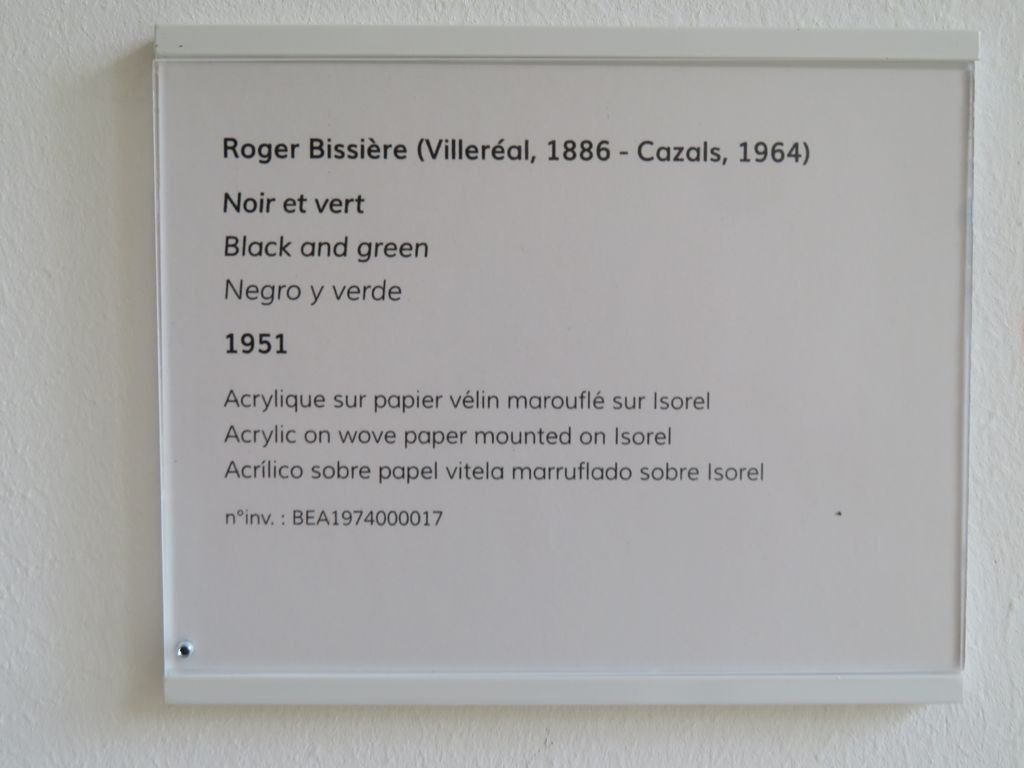 Roger Bissière (Villeréal, 1886 - Cazals, 1964)
Noir et vert
Black and green
Negro y verde
1951
Acrylique sur papier vélin marouflé sur Isorel
Acrylic on wove paper mounted on Isorel
Acrílico sobre papel vitela marruflado sobre Isorel
n°inv. : BEA1974000017